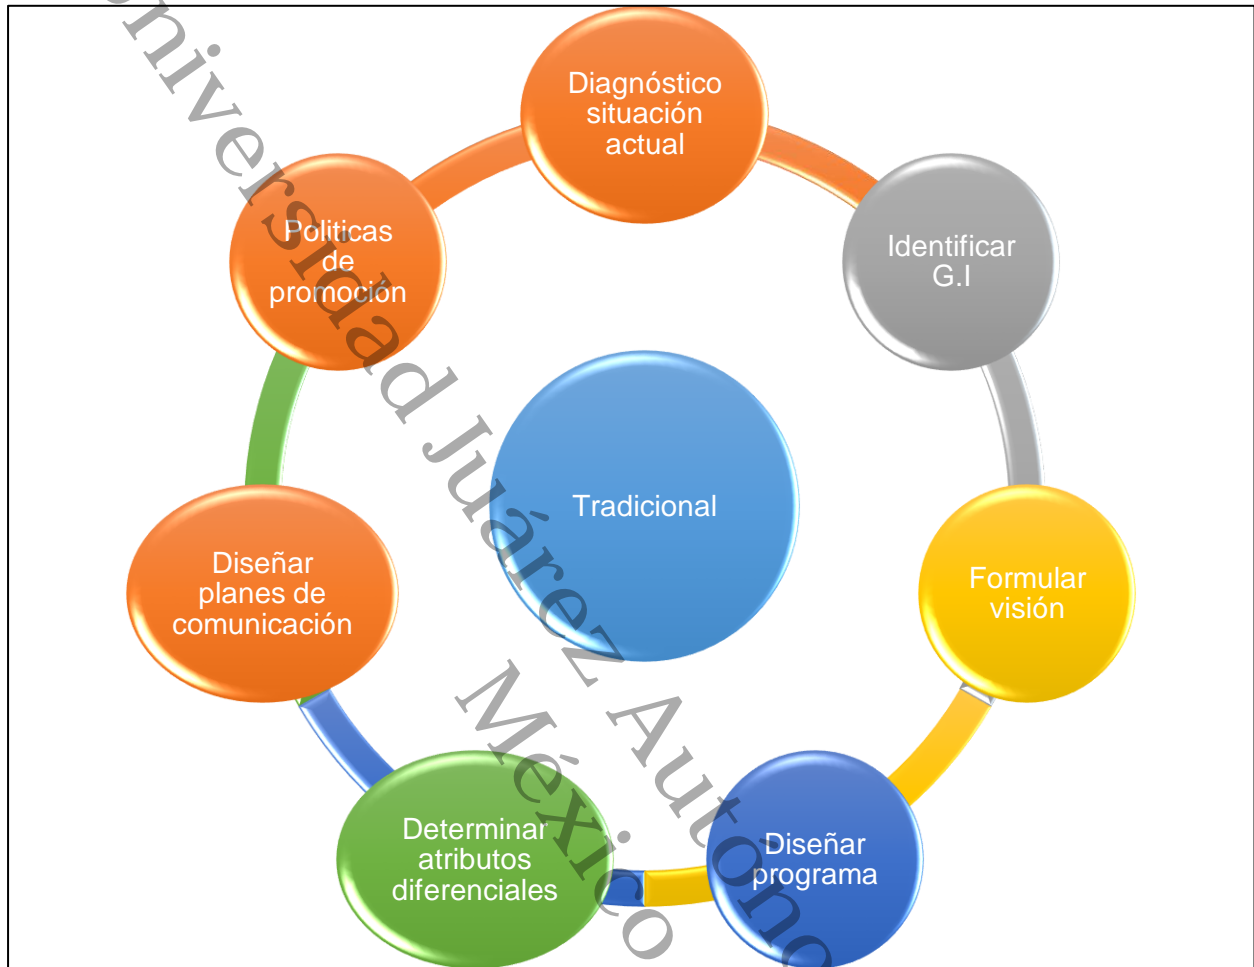 Diagnóstico
situación
actual
Identificar
G.I
Formular
visión
Diseñar
programa
Determinar
atributos
diferenciales
Diseñar
planes de
comunicación
Politicas
de
promoción
Tradicional
Universidad Juárez Autóno
México